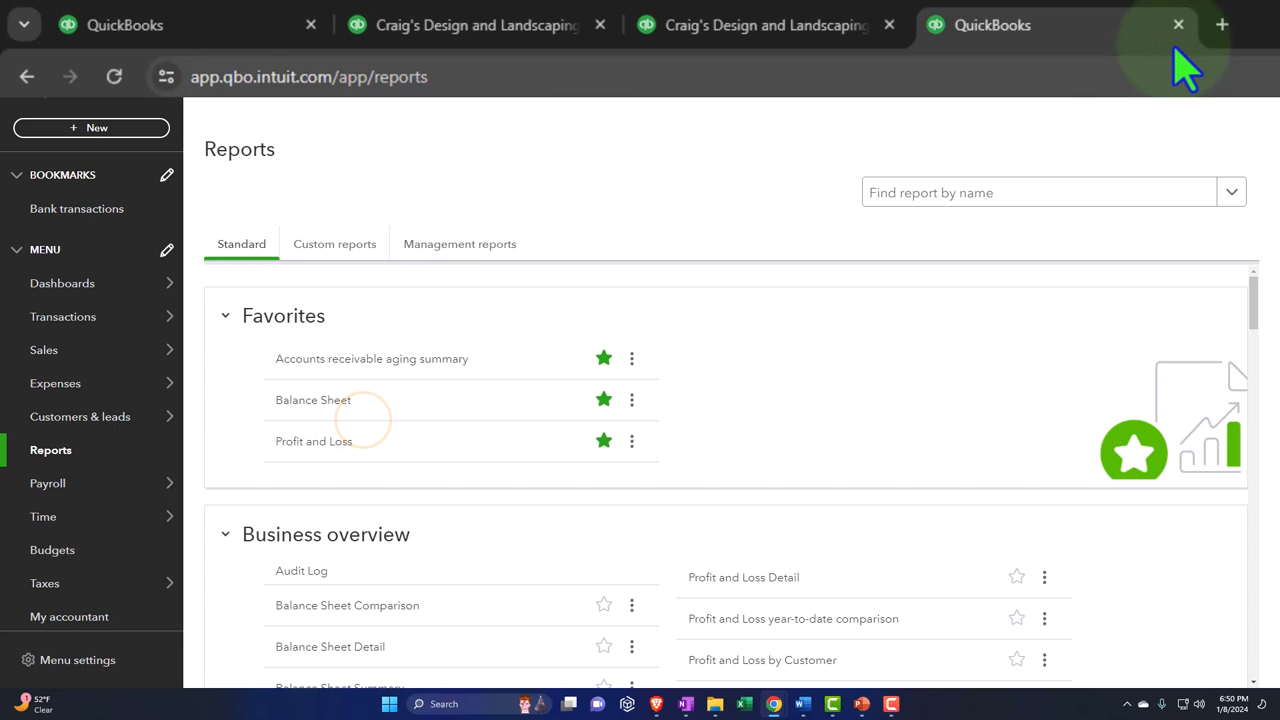 QuickBooks
Craig's Design and Landscaping
Craig's Design and Landscaping
QuickBooks
app.qbo.intuit.com/app/reports
+ New
BOOKMARKS
Bank transactions
MENU
Dashboards
Transactions
Sales
Expenses
Customers & leads
Reports
Payroll
Time
Budgets
Taxes
My accountant
Menu settings
Reports
Find report by name
Standard
Custom reports
Management reports
Favorites
Accounts receivable aging summary
Balance Sheet
Profit and Loss
Business overview
Audit Log
Balance Sheet Comparison
Balance Sheet Detail
Balance Sheet Summary
Profit and Loss Detail
Profit and Loss year-to-date comparison
Profit and Loss by Customer
52°F
Clear
Search
6:50 PM
1/8/2024